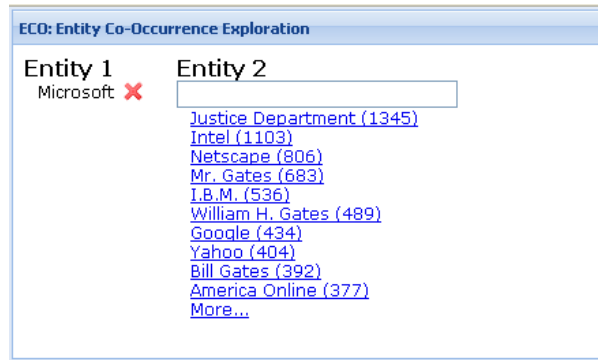 ECO: Entity Co-Occurrence Exploration
Entity 1
Microsoft
Entity 2
Justice Department (1345)
Intel (1103)
Netscape (806)
Mr. Gates (683)
I.B.M. (536)
William H. Gates (489)
Google (434)
Yahoo (404)
Bill Gates (392)
America Online (377)
More...